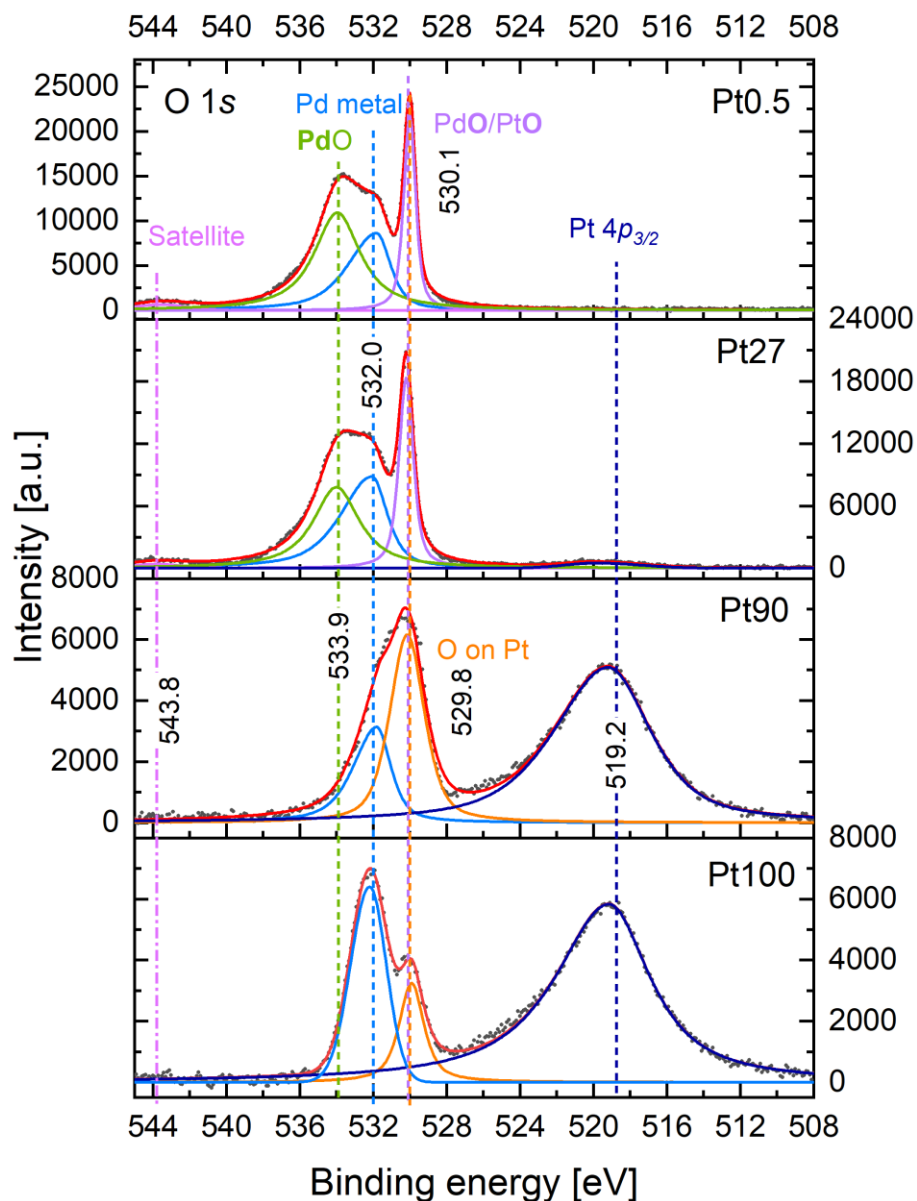 544 540 536 532 528 524 520 516 512 508
25000
20000
15000
10000
5000
0
O 1s
Pd metal
PdO
PdO/PtO
Pt0.5
530.1
Satellite
Pt 4p3/2
24000
18000
12000
6000
0
Pt27
532.0
8000
6000
4000
2000
0
Pt90
533.9
O on Pt
529.8
543.8
519.2
8000
6000
4000
2000
0
Pt100
Intensity [a.u.]
544 540 536 532 528 524 520 516 512 508
Binding energy [eV]